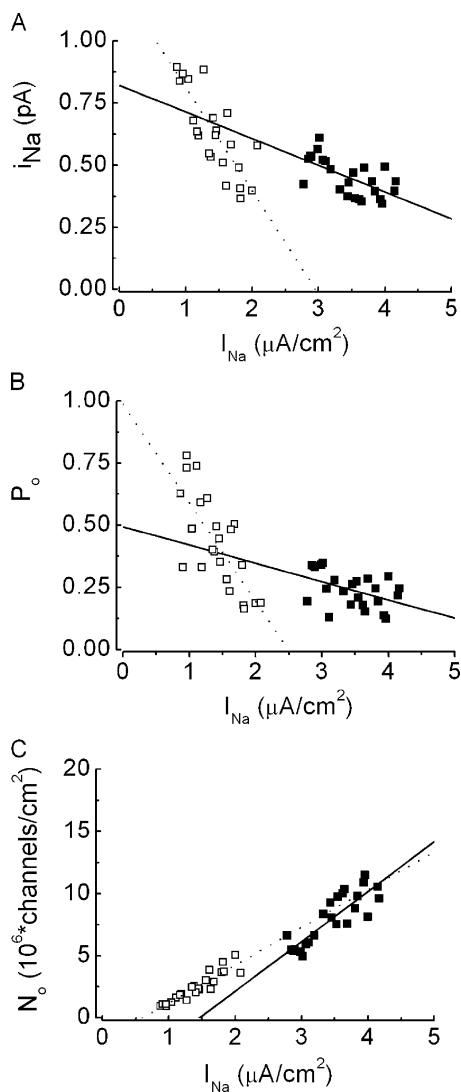 A
1.00
0.75
0.50
0.25
0.00
i_Na (pA)
0 1 2 3 4 5
I_Na (μA/cm²)
B
1.00
0.75
0.50
0.25
0.00
P_o
0 1 2 3 4 5
I_Na (μA/cm²)
C
20
15
10
5
0
N_o (10⁶*channels/cm²)
0 1 2 3 4 5
I_Na (μA/cm²)